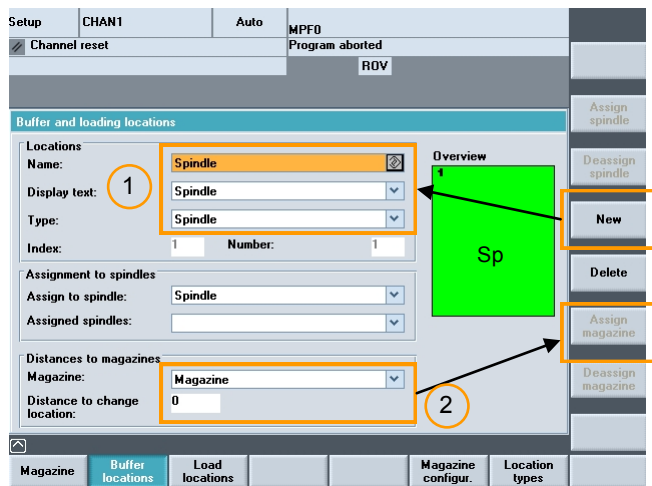 Setup CHAN1 Auto MPF0
Channel reset Program aborted
ROV
Buffer and loading locations
Locations
Name: Spindle
Display text: Spindle
Type: Spindle
Index: 1 Number: 1
1
Overview
1
Sp
Assignment to spindles
Assign to spindle: Spindle
Assigned spindles:
Distances to magazines
Magazine: Magazine
Distance to change location: 0
2
Assign
spindle
Deassign
spindle
New
Delete
Assign
magazine
Deassign
magazine
Magazine
Buffer
locations
Load
locations
Magazine
configur.
Location
types